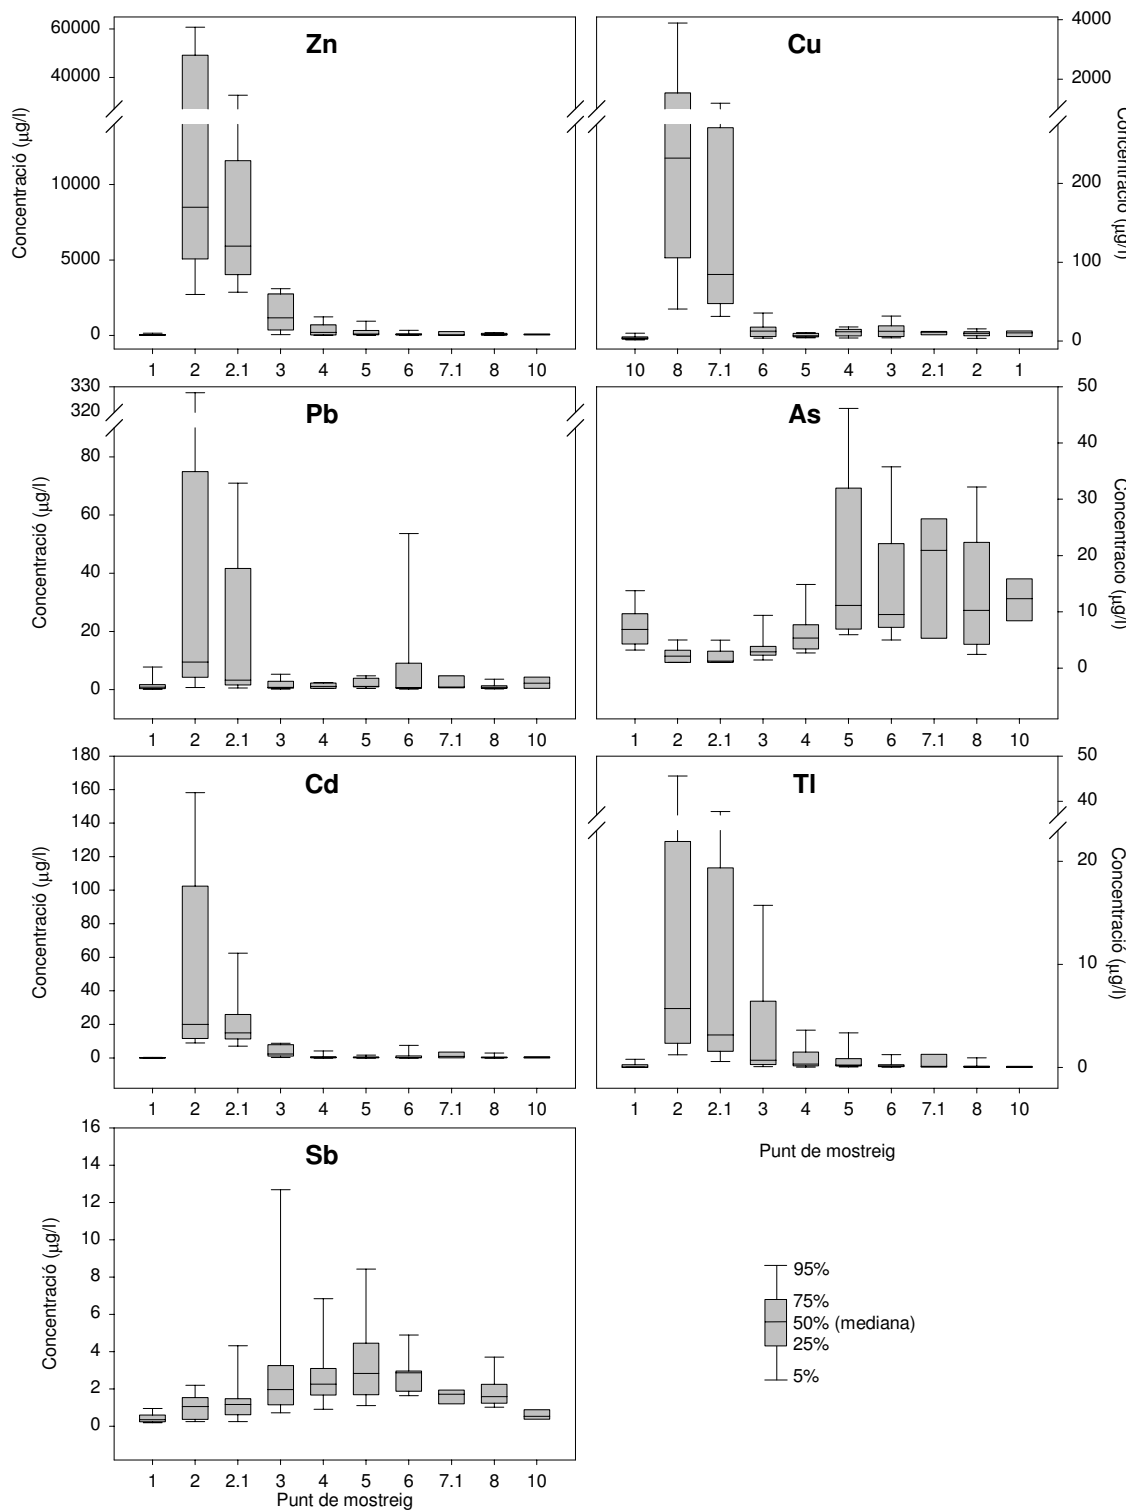 Zn
Concentració (µg/l)
60000
40000
10000
5000
0
1 2 2.1 3 4 5 6 7.1 8 10
Cu
Concentració (µg/l)
4000
2000
200
100
0
10 8 7.1 6 5 4 3 2.1 2 1
Pb
Concentració (µg/l)
330
320
80
60
40
20
0
1 2 2.1 3 4 5 6 7.1 8 10
As
Concentració (µg/l)
50
40
30
20
10
0
1 2 2.1 3 4 5 6 7.1 8 10
Cd
Concentració (µg/l)
180
160
140
120
100
80
60
40
20
0
1 2 2.1 3 4 5 6 7.1 8 10
Tl
Concentració (µg/l)
50
40
20
10
0
1 2 2.1 3 4 5 6 7.1 8 10
Punt de mostreig
Sb
Concentració (µg/l)
16
14
12
10
8
6
4
2
0
1 2 2.1 3 4 5 6 7.1 8 10
Punt de mostreig
95%
75%
50% (mediana)
25%
5%